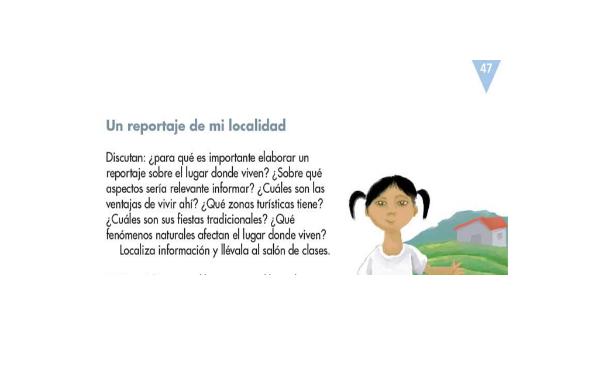 47
Un reportaje de mi localidad
Discutan: ¿para qué es importante elaborar un
reportaje sobre el lugar donde viven? ¿Sobre qué
aspectos sería relevante informar? ¿Cuáles son las
ventajas de vivir ahí? ¿Qué zonas turísticas tiene?
¿Cuáles son sus fiestas tradicionales? ¿Qué
fenómenos naturales afectan el lugar donde viven?
Localiza información y llévala al salón de clases.